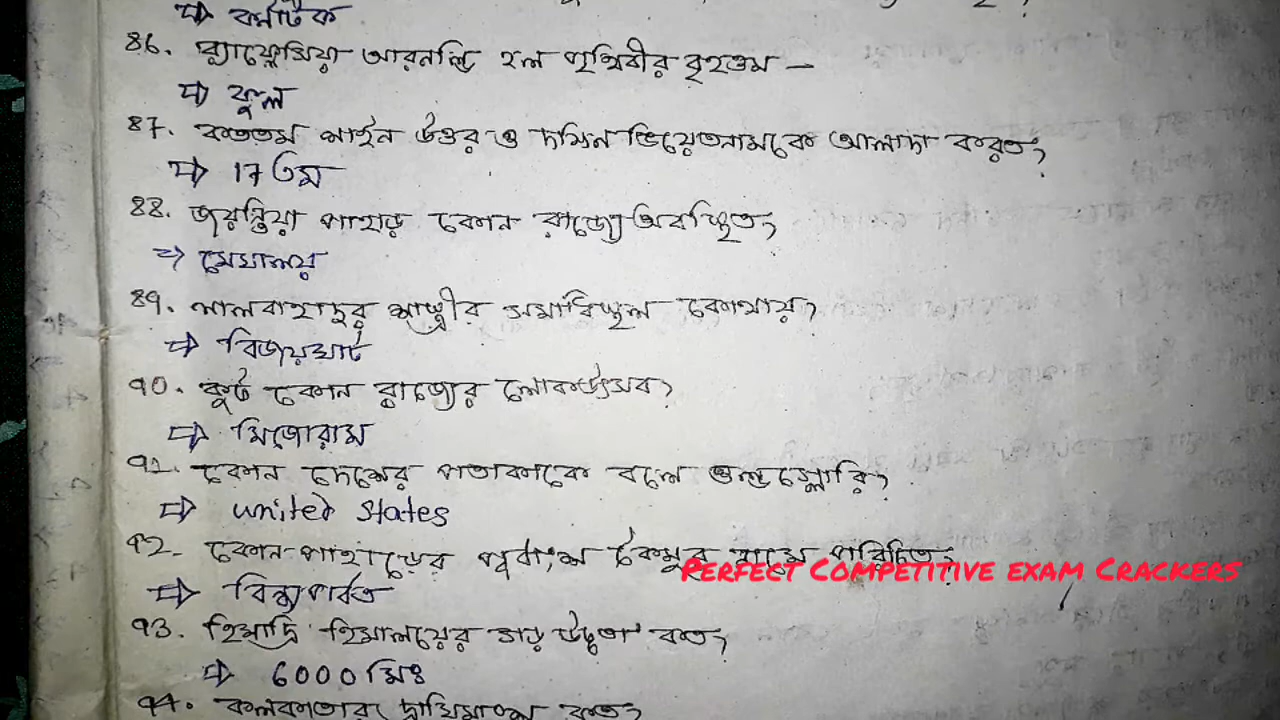 ⇒ কর্ণাটক
86. র‍্যাফ্লেসিয়া আরনল্ডি হল পৃথিবীর বৃহত্তম —
⇒ ফুল
87. কততম লাইন উত্তর ও দক্ষিন ভিয়েতনামকে আলাদা করত?
⇒ 17 তম
88. জয়ন্তিয়া পাহাড় কোন রাজ্যে অবস্থিত?
⇒ মেঘালয়
89. লালবাহাদুর শাস্ত্রীর সমাধিস্থল কোথায়?
⇒ বিজয়ঘাট
90. কুট কোন রাজ্যের লোকউৎসব?
⇒ মিজোরাম
91. কোন দেশের পতাকাকে বলে ওল্ডগ্লোরি?
⇒ United States
92. কোন পাহাড়ের পূর্বাংশ কৈমুর নামে পরিচিত?
PERFECT COMPETITIVE EXAM CRACKERS
⇒ বিন্ধ্যপর্বত
93. হিমাদ্রি হিমালয়ের গড় উচ্চতা কত?
⇒ 6000 মিঃ
94. কলকাতার দ্রাঘিমাংশ কত?